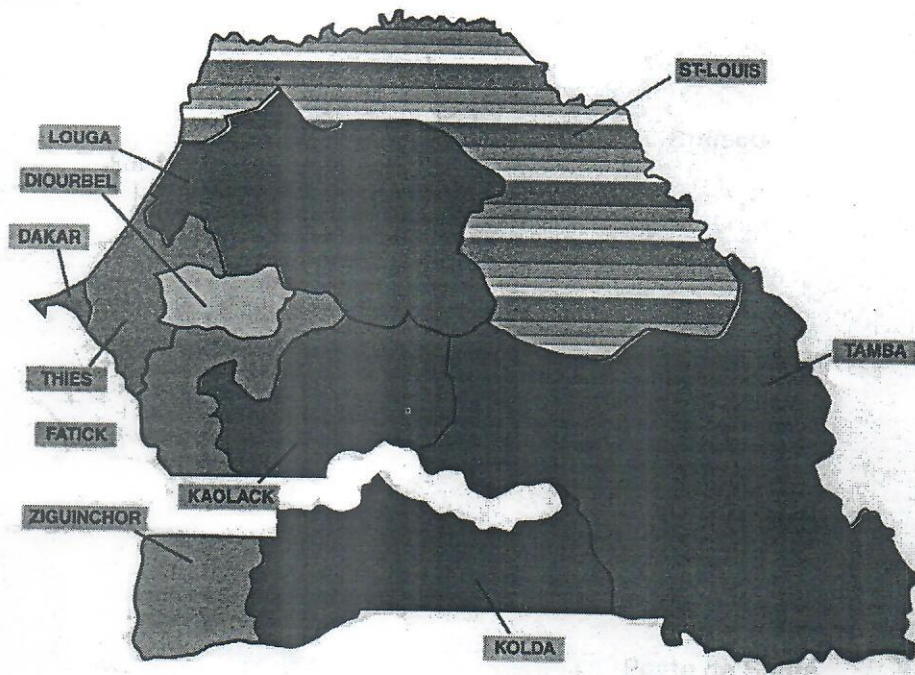 ST-LOUIS
LOUGA
DIOURBEL
DAKAR
TAMBA
THIES
FATICK
KAOLACK
ZIGUINCHOR
KOLDA